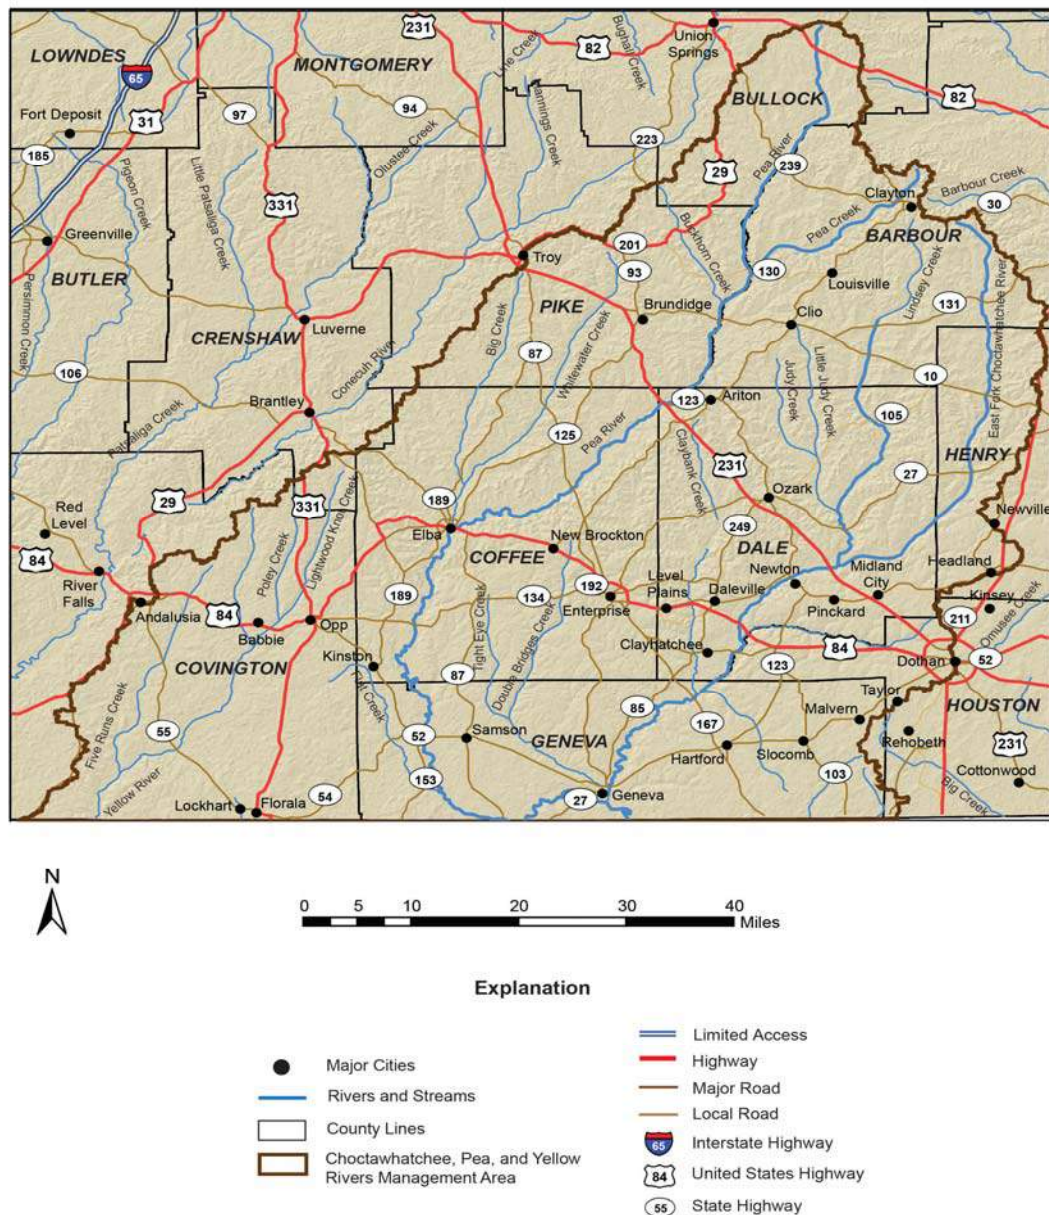 231
Union
Springs
82
Bughall Creek
Line Creek
LOWNDES
65
MONTGOMERY
BULLOCK
82
Fort Deposit
31
97
94
Mannings Creek
223
Pea River
239
29
185
Pigeon Creek
Little Patsaliga Creek
Olustee Creek
Clayton
Barbour Creek
30
331
Buckhorn Creek
Pea Creek
BARBOUR
Greenville
201
Troy
93
130
Louisville
Lindsey Creek
East Fork Choctawhatchee River
131
BUTLER
Persimmon Creek
PIKE
Brundidge
Clio
CRENSHAW
Luverne
Conecuh River
Big Creek
87
Whitewater Creek
Judy Creek
Little Judy Creek
10
106
Brantley
123
Ariton
105
Patsaliga Creek
125
Pea River
Claybank Creek
231
HENRY
27
29
331
Lightwood Knot Creek
189
Ozark
Newville
Red
Level
Elba
249
COFFEE
New Brockton
DALE
Headland
84
Poley Creek
River
Falls
192
Level
Plains
Newton
Midland
City
Daleville
Kinsey
Andalusia
84
Babbie
Opp
189
134
Enterprise
Pinckard
211
Omusee Creek
Tight Eye Creek
Double Bridges Creek
Clayhatchee
84
Dothan
52
COVINGTON
Kinston
Flat Creek
87
123
Taylor
HOUSTON
Five Runs Creek
85
Malvern
55
52
Samson
GENEVA
167
Hartford
Slocomb
Rehobeth
231
153
103
Cottonwood
Yellow River
Lockhart
Florala
54
27
Geneva
Big Creek
N
0 5 10 20 30 40
Miles
Explanation
Major Cities
Rivers and Streams
County Lines
Choctawhatchee, Pea, and Yellow
Rivers Management Area
Limited Access
Highway
Major Road
Local Road
65 Interstate Highway
84 United States Highway
55 State Highway